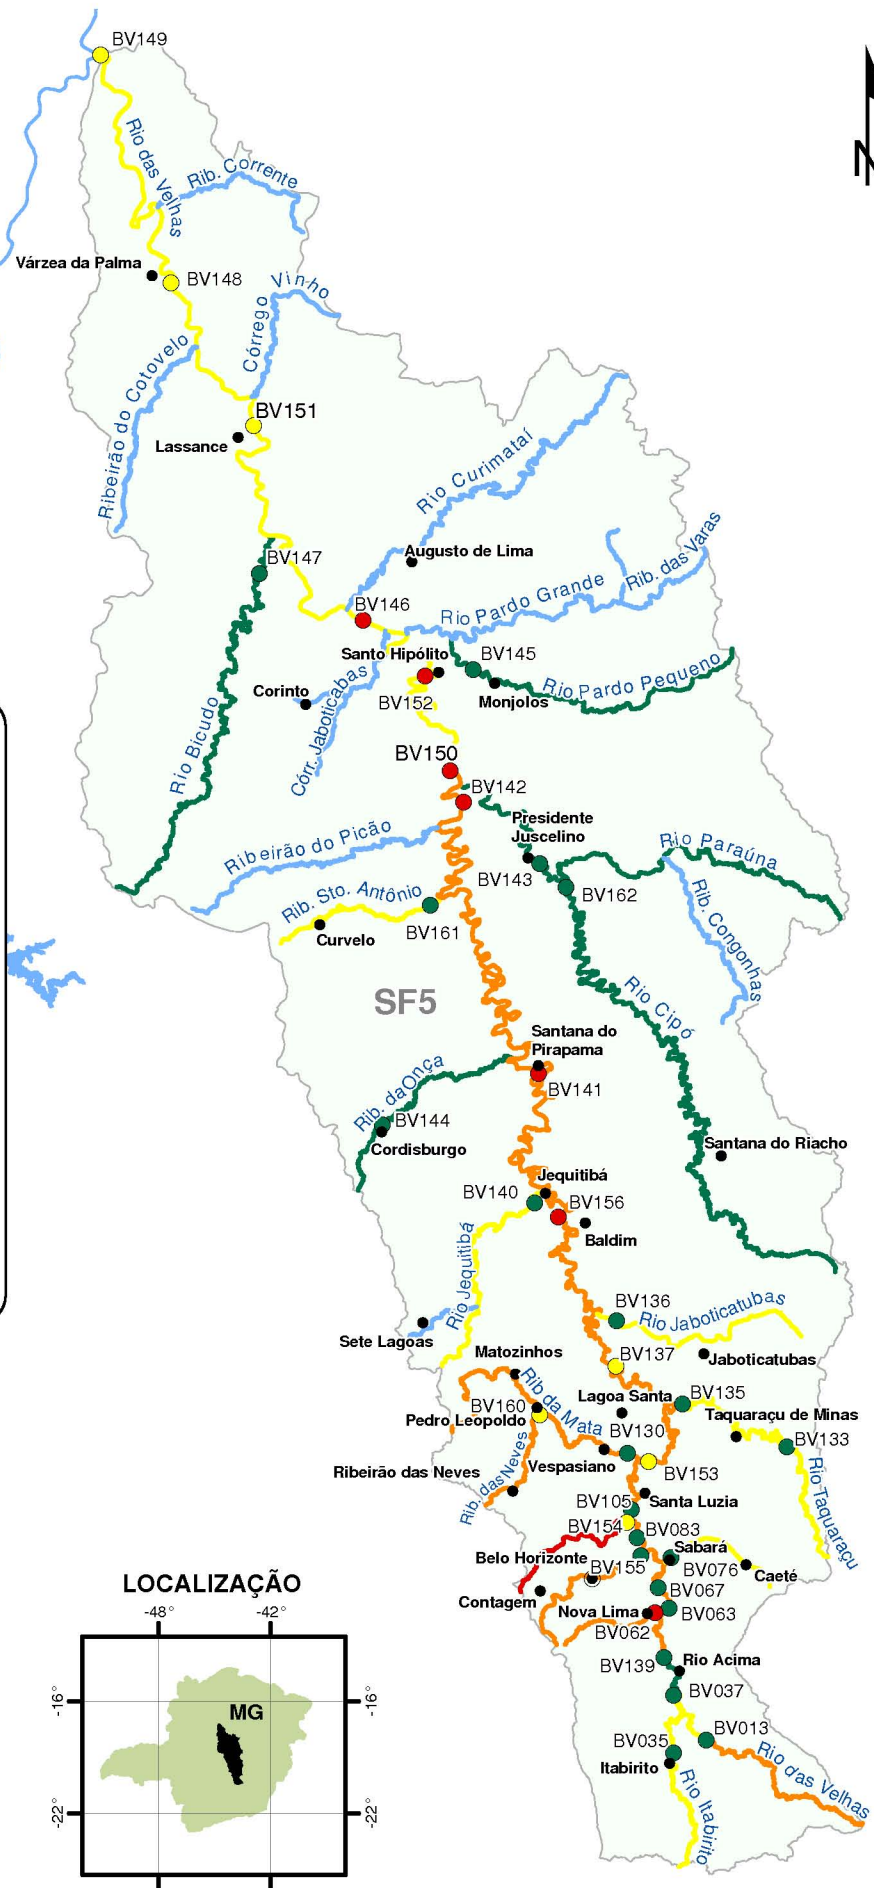 BV149
Rio das Velhas
Rib. Corrente
Várzea da Palma
BV148
Córrego Vinho
Ribeirão do Cotovelo
BV151
Lassance
Rio Curimataí
BV147
Augusto de Lima
Rib. das Varas
Rio Pardo Grande
BV146
Santo Hipólito
BV145
Corinto
Córr. Jaboticabas
BV152
Monjolos
Rio Pardo Pequeno
Rio Bicudo
BV150
BV142
Presidente
Juscelino
Ribeirão do Picão
Rio Paraúna
BV143
BV162
Rib. Sto. Antônio
Rib. Congonhas
Curvelo
BV161
SF5
Rio Cipó
Santana do
Pirapama
Rib. da Onça
BV141
BV144
Cordisburgo
Santana do Riacho
Jequitibá
BV140
BV156
Baldim
Rio Jequitibá
BV136
Rio Jaboticatubas
Sete Lagoas
Matozinhos
BV137
Jaboticatubas
Rib da Mata
Lagoa Santa
BV135
BV160
Pedro Leopoldo
Taquaraçu de Minas
BV130
BV133
Vespasiano
BV153
Ribeirão das Neves
Rib. das Neves
Rio Taquaraçu
BV105
Santa Luzia
BV154
BV083
Sabará
Belo Horizonte
BV155
BV076
Caeté
Contagem
BV067
Nova Lima
BV063
BV062
BV139
Rio Acima
BV037
BV035
BV013
Itabirito
Rio Itabirito
Rio das Velhas
LOCALIZAÇÃO
-48°
-42°
MG
-16°
-16°
-22°
-22°
N